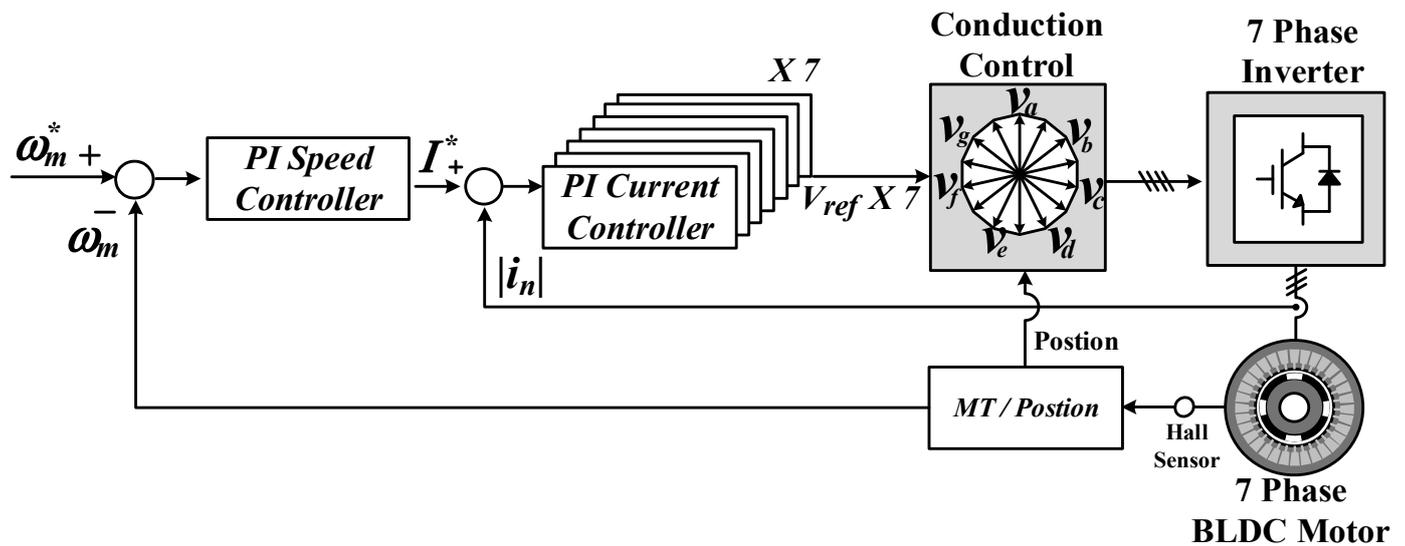 Conduction
Control
7 Phase
Inverter
X 7
ω*m +
−
ωm
PI Speed
Controller
I*
+
|in|
PI Current
Controller
Vref X 7
va
vb
vc
vd
ve
vf
vg
Postion
MT / Postion
Hall
Sensor
7 Phase
BLDC Motor